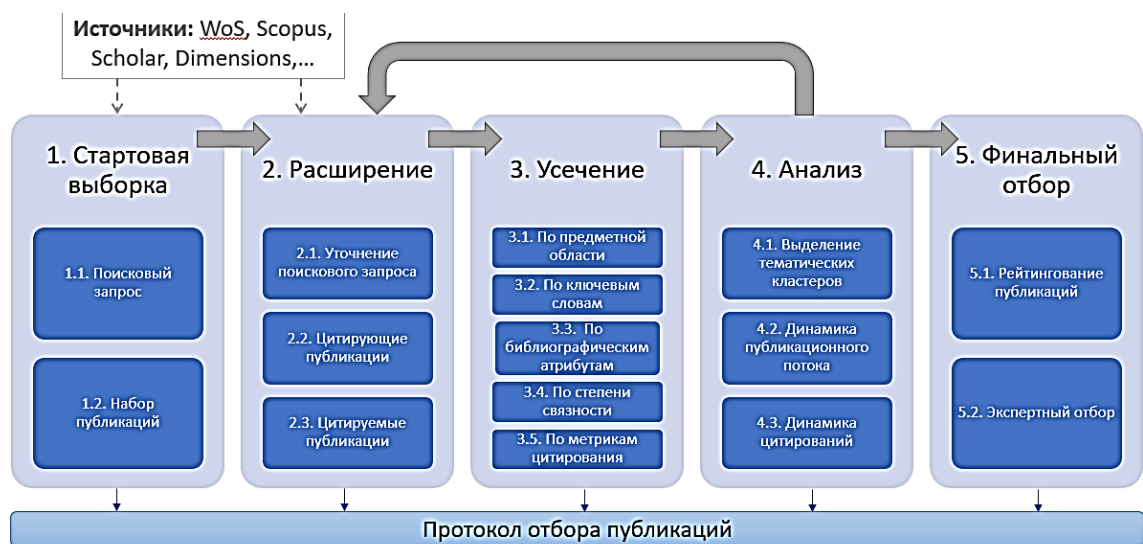 Источники: WoS, Scopus,
Scholar, Dimensions,...
1. Стартовая
выборка
1.1. Поисковый
запрос
1.2. Набор
публикаций
2. Расширение
2.1. Уточнение
поискового запроса
2.2. Цитирующие
публикации
2.3. Цитируемые
публикации
3. Усечение
3.1. По предметной
области
3.2. По ключевым
словам
3.3. По
библиографическим
атрибутам
3.4. По степени
связности
3.5. По метрикам
цитирования
4. Анализ
4.1. Выделение
тематических
кластеров
4.2. Динамика
публикационного
потока
4.3. Динамика
цитирований
5. Финальный
отбор
5.1. Рейтингование
публикаций
5.2. Экспертный отбор
Протокол отбора публикаций